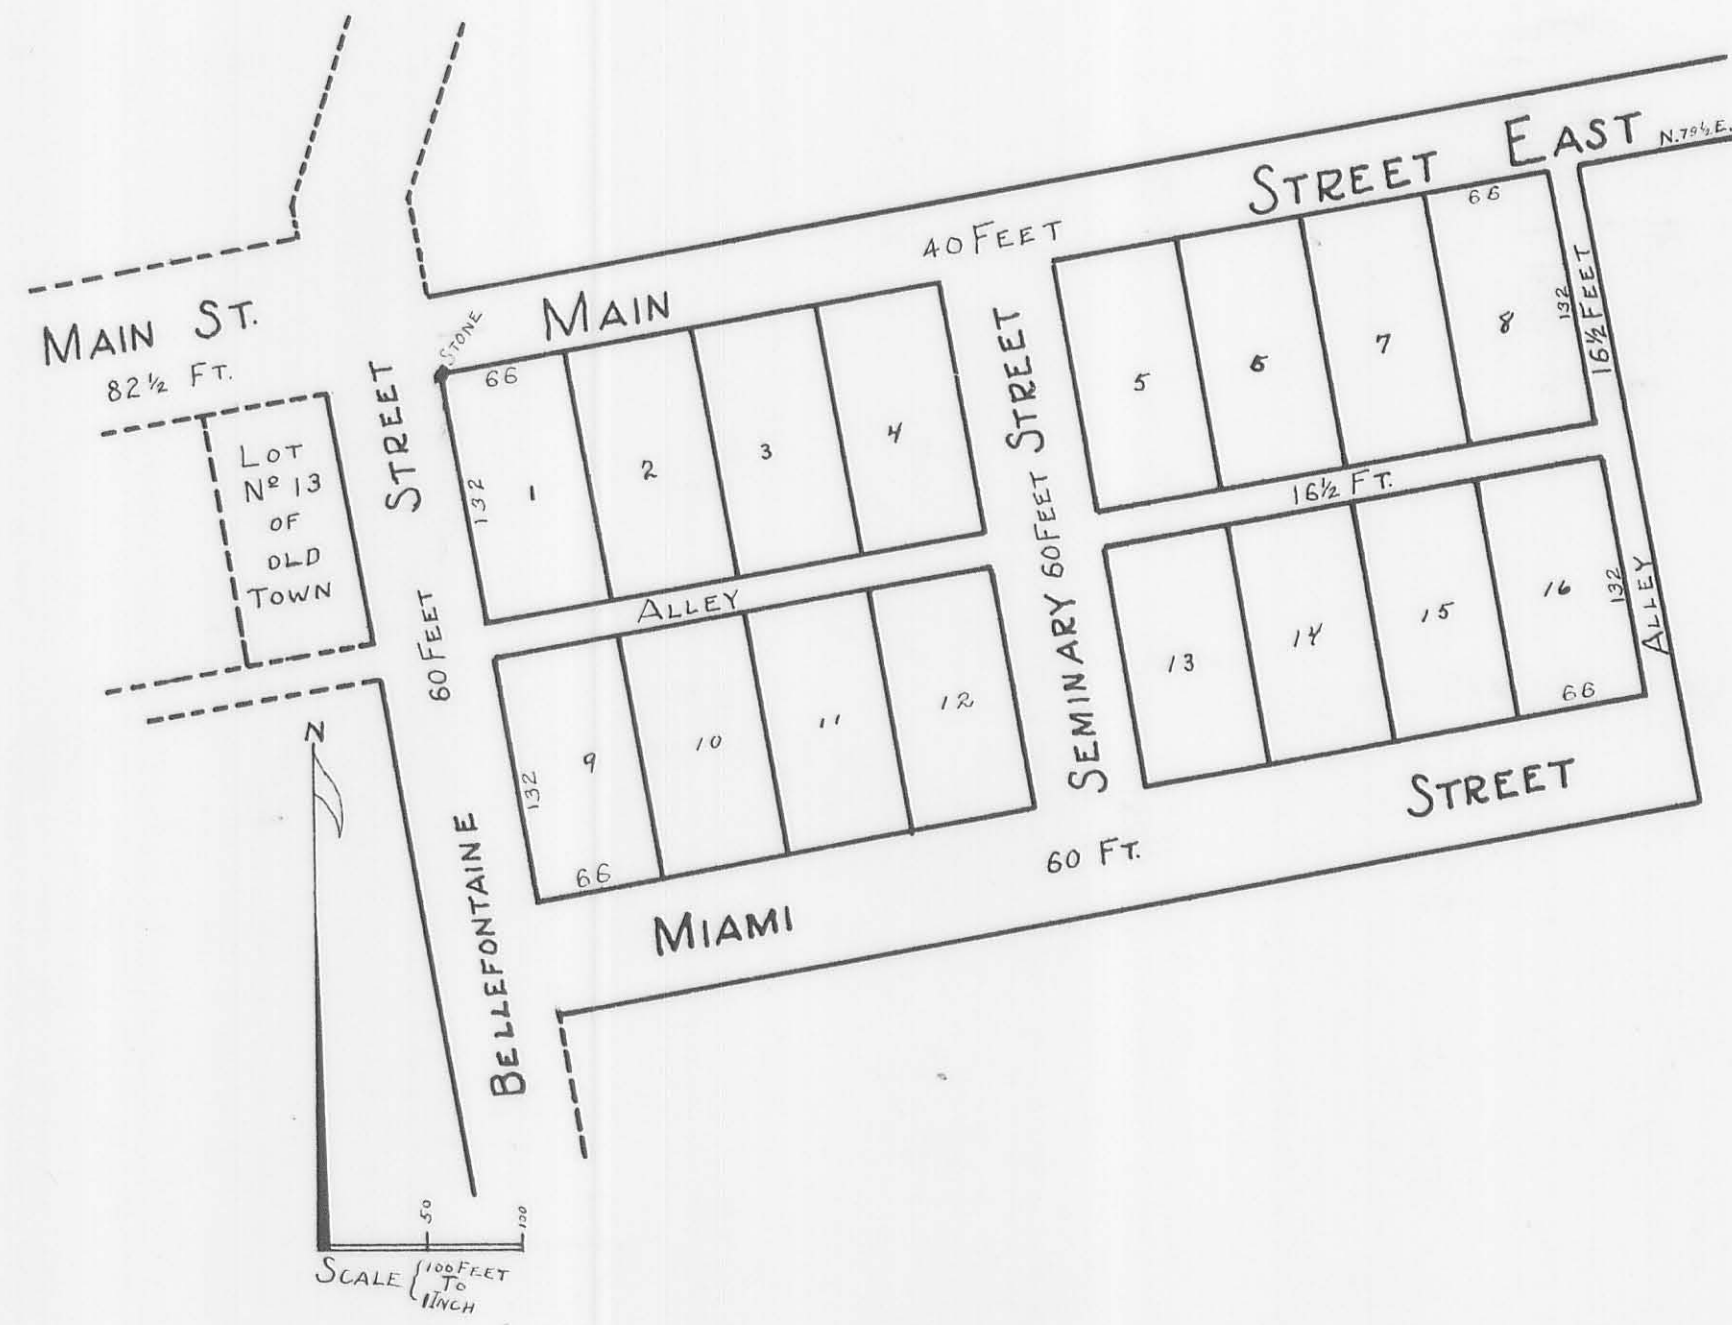 MAIN ST.
82½ FT.
LOT
Nº 13
OF
OLD
TOWN
STREET
60 FEET
BELLEFONTAINE
STONE
MAIN
40 FEET
STREET
EAST
N.79½E.
66
132
1
2
3
4
ALLEY
132
9
10
11
12
66
STREET
60 FEET
SEMINARY
5
6
7
8
66
132
16½ FEET
16½ FT.
13
14
15
16
132
66
ALLEY
MIAMI
60 FT.
STREET
N
50
100
SCALE { 100 FEET
TO
1 INCH